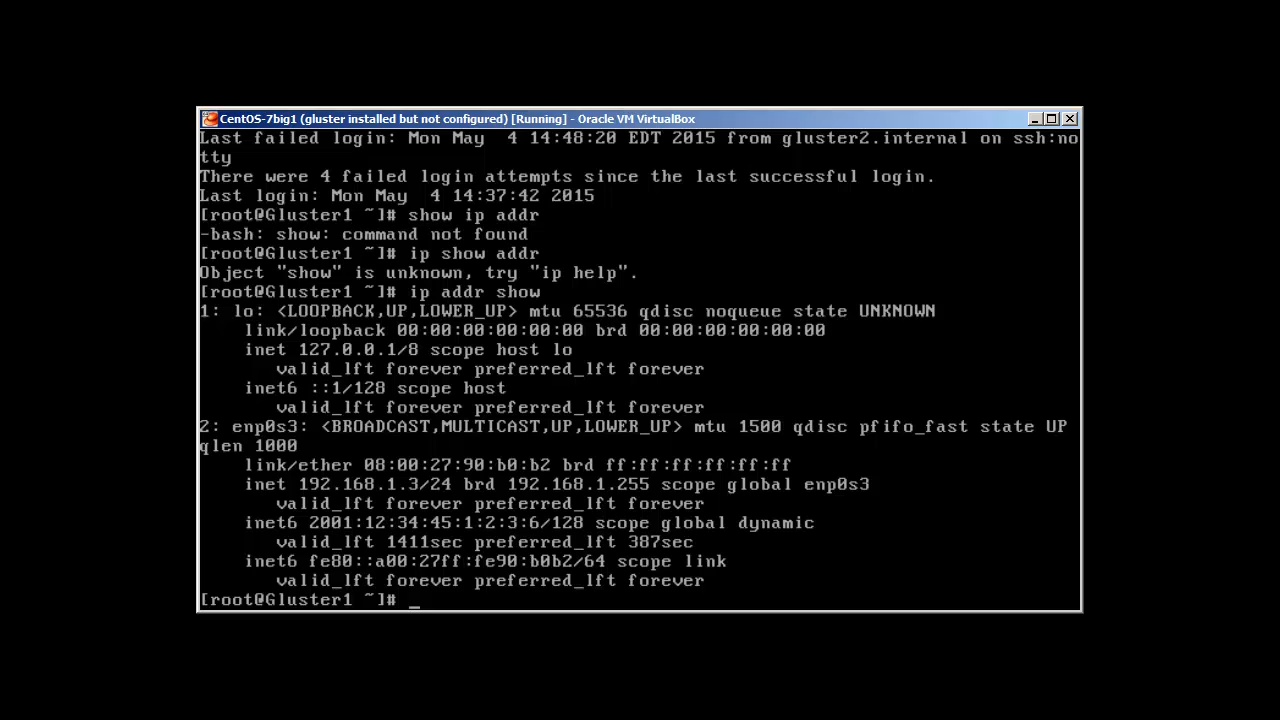 CentOS-7big1 (gluster installed but not configured) [Running] - Oracle VM VirtualBox
Last failed login: Mon May  4 14:48:20 EDT 2015 from gluster2.internal on ssh:no
tty
There were 4 failed login attempts since the last successful login.
Last login: Mon May  4 14:37:42 2015
[root@Gluster1 ~]# show ip addr
-bash: show: command not found
[root@Gluster1 ~]# ip show addr
Object "show" is unknown, try "ip help".
[root@Gluster1 ~]# ip addr show
1: lo: <LOOPBACK,UP,LOWER_UP> mtu 65536 qdisc noqueue state UNKNOWN
    link/loopback 00:00:00:00:00:00 brd 00:00:00:00:00:00
    inet 127.0.0.1/8 scope host lo
       valid_lft forever preferred_lft forever
    inet6 ::1/128 scope host
       valid_lft forever preferred_lft forever
2: enp0s3: <BROADCAST,MULTICAST,UP,LOWER_UP> mtu 1500 qdisc pfifo_fast state UP
qlen 1000
    link/ether 08:00:27:90:b0:b2 brd ff:ff:ff:ff:ff:ff
    inet 192.168.1.3/24 brd 192.168.1.255 scope global enp0s3
       valid_lft forever preferred_lft forever
    inet6 2001:12:34:45:1:2:3:6/128 scope global dynamic
       valid_lft 1411sec preferred_lft 387sec
    inet6 fe80::a00:27ff:fe90:b0b2/64 scope link
       valid_lft forever preferred_lft forever
[root@Gluster1 ~]# _